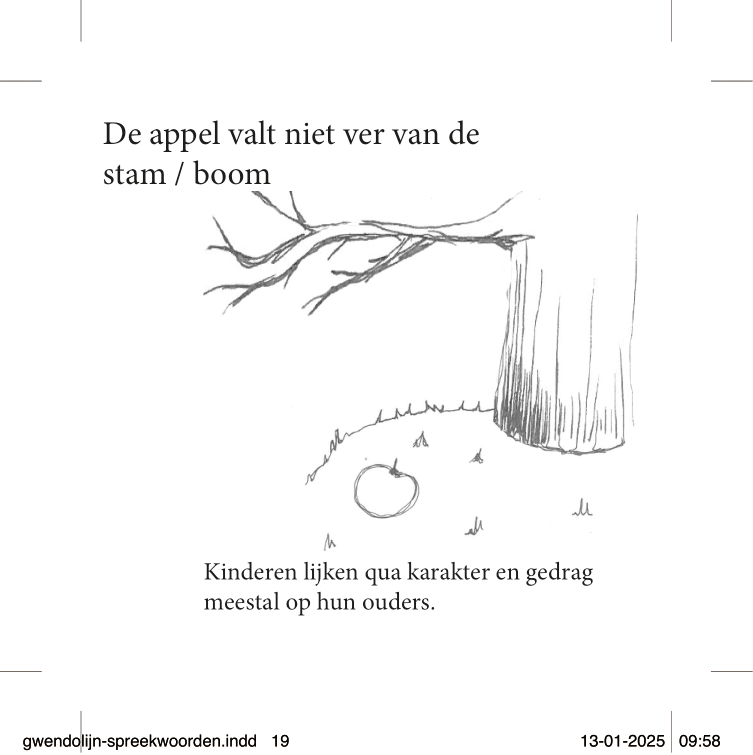 De appel valt niet ver van de
stam / boom
Kinderen lijken qua karakter en gedrag
meestal op hun ouders.
gwendolijn-spreekwoorden.indd 19
13-01-2025 09:58